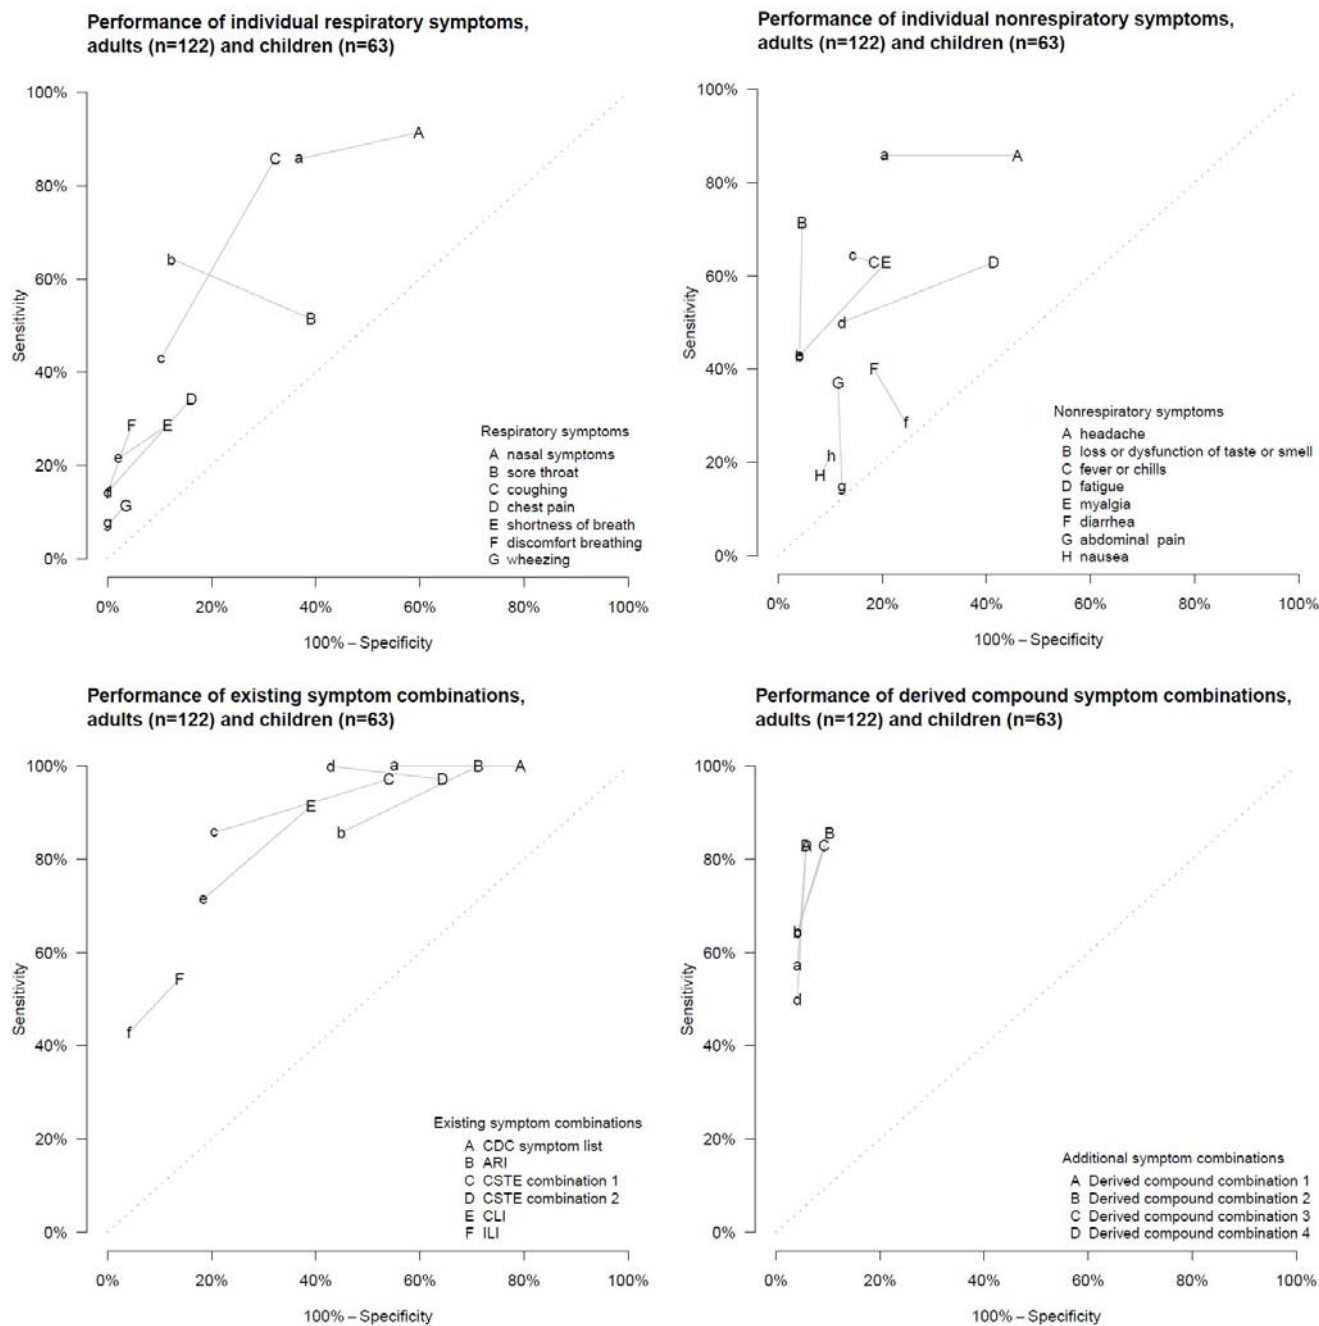 Performance of individual respiratory symptoms,
adults (n=122) and children (n=63)
100%
80%
60%
40%
20%
0%
Sensitivity
A
C
a
b
B
c
D
F
E
e
d
G
g
Respiratory symptoms
A nasal symptoms
B sore throat
C coughing
D chest pain
E shortness of breath
F discomfort breathing
G wheezing
0% 20% 40% 60% 80% 100%
100% – Specificity
Performance of individual nonrespiratory symptoms,
adults (n=122) and children (n=63)
100%
80%
60%
40%
20%
0%
Sensitivity
a
A
B
c
C
E
D
d
b
F
G
f
h
H
g
Nonrespiratory symptoms
A headache
B loss or dysfunction of taste or smell
C fever or chills
D fatigue
E myalgia
F diarrhea
G abdominal pain
H nausea
0% 20% 40% 60% 80% 100%
100% – Specificity
Performance of existing symptom combinations,
adults (n=122) and children (n=63)
100%
80%
60%
40%
20%
0%
Sensitivity
d
a
B
A
C
D
E
c
b
e
F
f
Existing symptom combinations
A CDC symptom list
B ARI
C CSTE combination 1
D CSTE combination 2
E CLI
F ILI
0% 20% 40% 60% 80% 100%
100% – Specificity
Performance of derived compound symptom combinations,
adults (n=122) and children (n=63)
100%
80%
60%
40%
20%
0%
Sensitivity
B
C
b
a
d
Additional symptom combinations
A Derived compound combination 1
B Derived compound combination 2
C Derived compound combination 3
D Derived compound combination 4
0% 20% 40% 60% 80% 100%
100% – Specificity